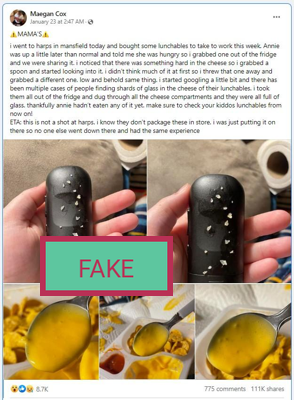 Maegan Cox
January 23 at 2:47 AM ·
⚠️MAMA'S⚠️
i went to harps in mansfield today and bought some lunchables to take to work this week. Annie
was up a little later than normal and told me she was hungry so i grabbed one out of the fridge
and we were sharing it. i noticed that there was something hard in the cheese so i grabbed a
spoon and started looking into it. i didn't think much of it at first so i threw that one away and
grabbed a different one. low and behold same thing. i started googling a little bit and there has
been multiple cases of people finding shards of glass in the cheese of their lunchables. i took
them all out of the fridge and dug through all the cheese compartments and they were all full of
glass. thankfully annie hadn't eaten any of it yet. make sure to check your kiddos lunchables from
now on!
ETA: this is not a shot at harps. i know they don't package these in store. i was just putting it on
there so no one else went down there and had the same experience
FAKE
8.7K
775 comments 111K shares